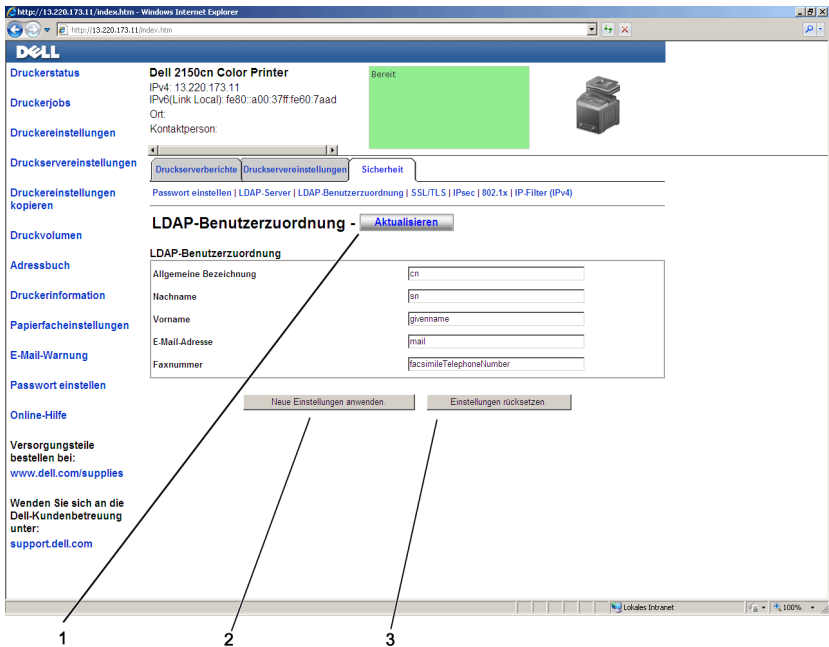 http://13.220.173.11/index.htm - Windows Internet Explorer
http://13.220.173.11/index.htm
DELL
Druckerstatus
Druckerjobs
Druckereinstellungen
Druckservereinstellungen
Druckereinstellungen
kopieren
Druckvolumen
Adressbuch
Druckerinformation
Papierfacheinstellungen
E-Mail-Warnung
Passwort einstellen
Online-Hilfe
Versorgungsteile
bestellen bei:
www.dell.com/supplies
Wenden Sie sich an die
Dell-Kundenbetreuung
unter:
support.dell.com
Dell 2150cn Color Printer
IPv4: 13.220.173.11
IPv6(Link Local): fe80::a00:37ff:fe60:7aad
Ort:
Kontaktperson:
Bereit
Druckserverberichte Druckservereinstellungen Sicherheit
Passwort einstellen | LDAP-Server | LDAP-Benutzerzuordnung | SSL/TLS | IPsec | 802.1x | IP-Filter (IPv4)
LDAP-Benutzerzuordnung - Aktualisieren
LDAP-Benutzerzuordnung
Allgemeine Bezeichnung cn
Nachname sn
Vorname givenname
E-Mail-Adresse mail
Faxnummer facsimileTelephoneNumber
Neue Einstellungen anwenden. Einstellungen rücksetzen.
Lokales Intranet 100%
1 2 3